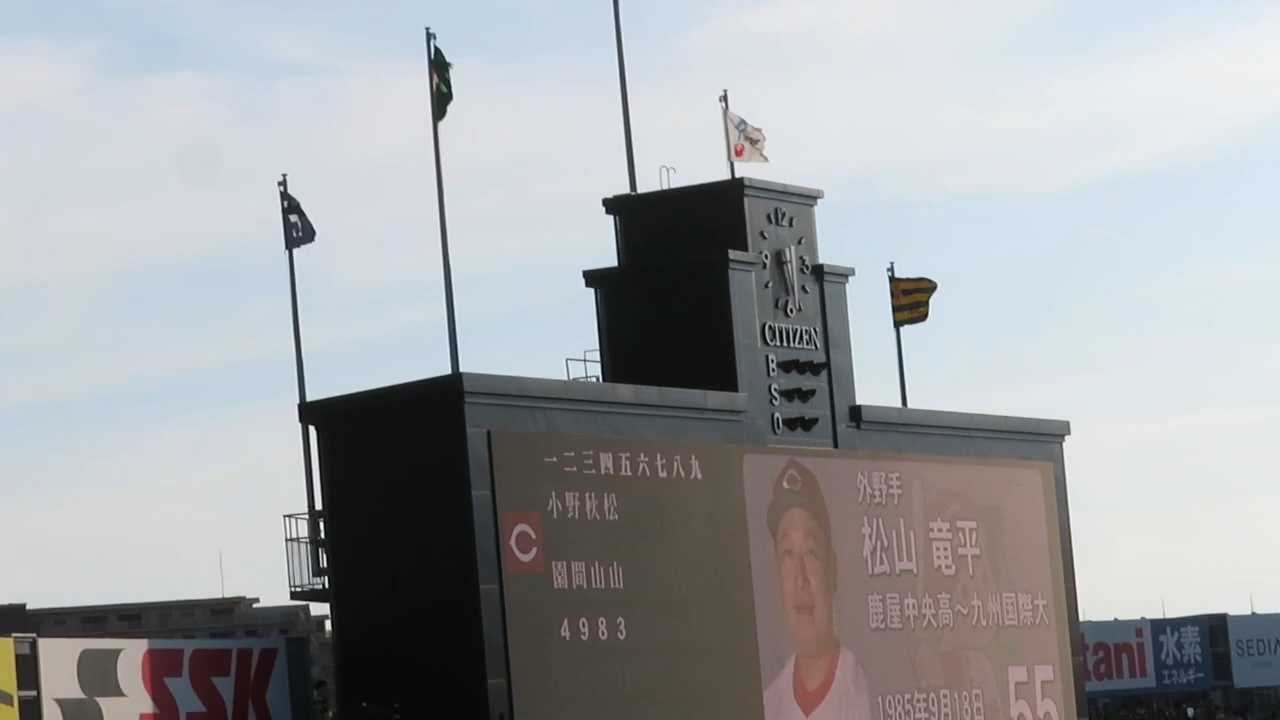 12
9 3
6
CITIZEN
B
S
O
一二三四五六七八九
小野秋松
園間山山
4983
C
外野手
松山 竜平
鹿屋中央高～九州国際大
1985年9月18日
55
SSK
tani
水素
エネルギー
SEDIA